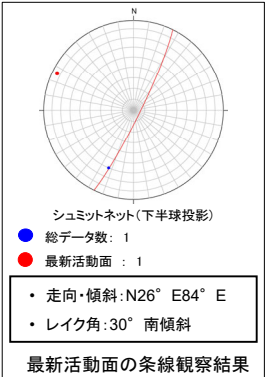 N
シュミットネット(下半球投影)
総データ数: 1
最新活動面 : 1
• 走向・傾斜:N26° E84° E
• レイク角:30° 南傾斜
最新活動面の条線観察結果